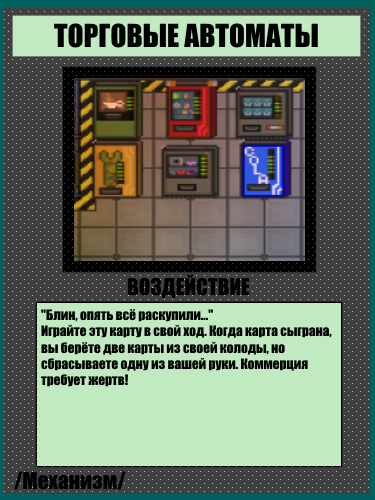 ТОРГОВЫЕ АВТОМАТЫ
COLA
ВОЗДЕЙСТВИЕ
"Блин, опять всё раскупили..."
Играйте эту карту в свой ход. Когда карта сыграна,
вы берёте две карты из своей колоды, но
сбрасываете одну из вашей руки. Коммерция
требует жертв!
/Механизм/